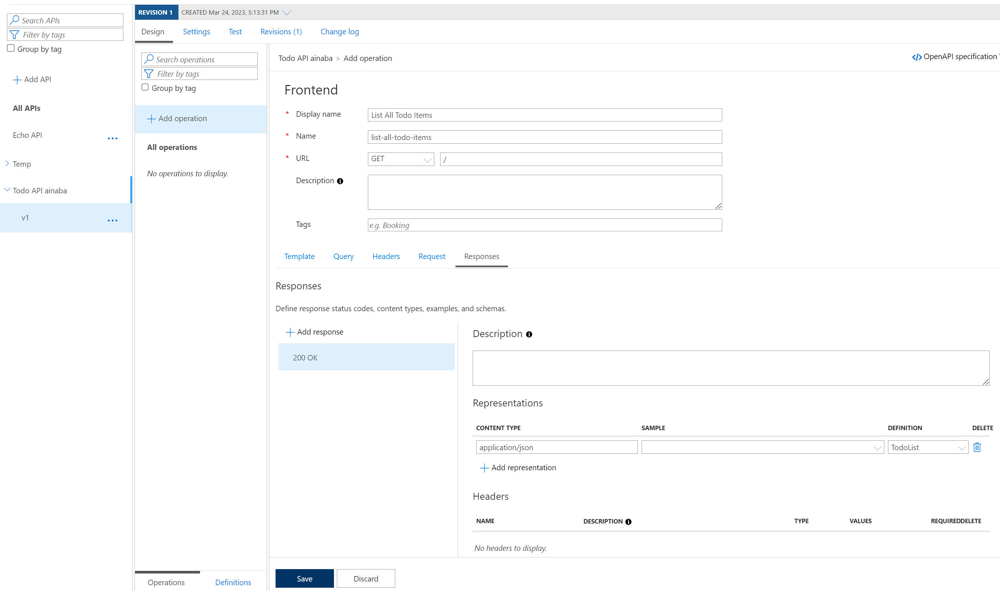 REVISION 1 CREATED Mar 24, 2023, 5:13:31 PM
Search APIs
Filter by tags
Group by tag
Add API
All APIs
Echo API
Temp
Todo API ainaba
v1
Design Settings Test Revisions (1) Change log
Search operations
Filter by tags
Group by tag
Add operation
All operations
No operations to display.
Operations Definitions
Todo API ainaba > Add operation
OpenAPI specification
Frontend
* Display name List All Todo Items
* Name list-all-todo-items
* URL GET /
Description
Tags e.g. Booking
Template Query Headers Request Responses
Responses
Define response status codes, content types, examples, and schemas.
Add response
200 OK
Description
Representations
CONTENT TYPE SAMPLE DEFINITION DELETE
application/json TodoList
Add representation
Headers
NAME DESCRIPTION TYPE VALUES REQUIREDDELETE
No headers to display.
Save Discard